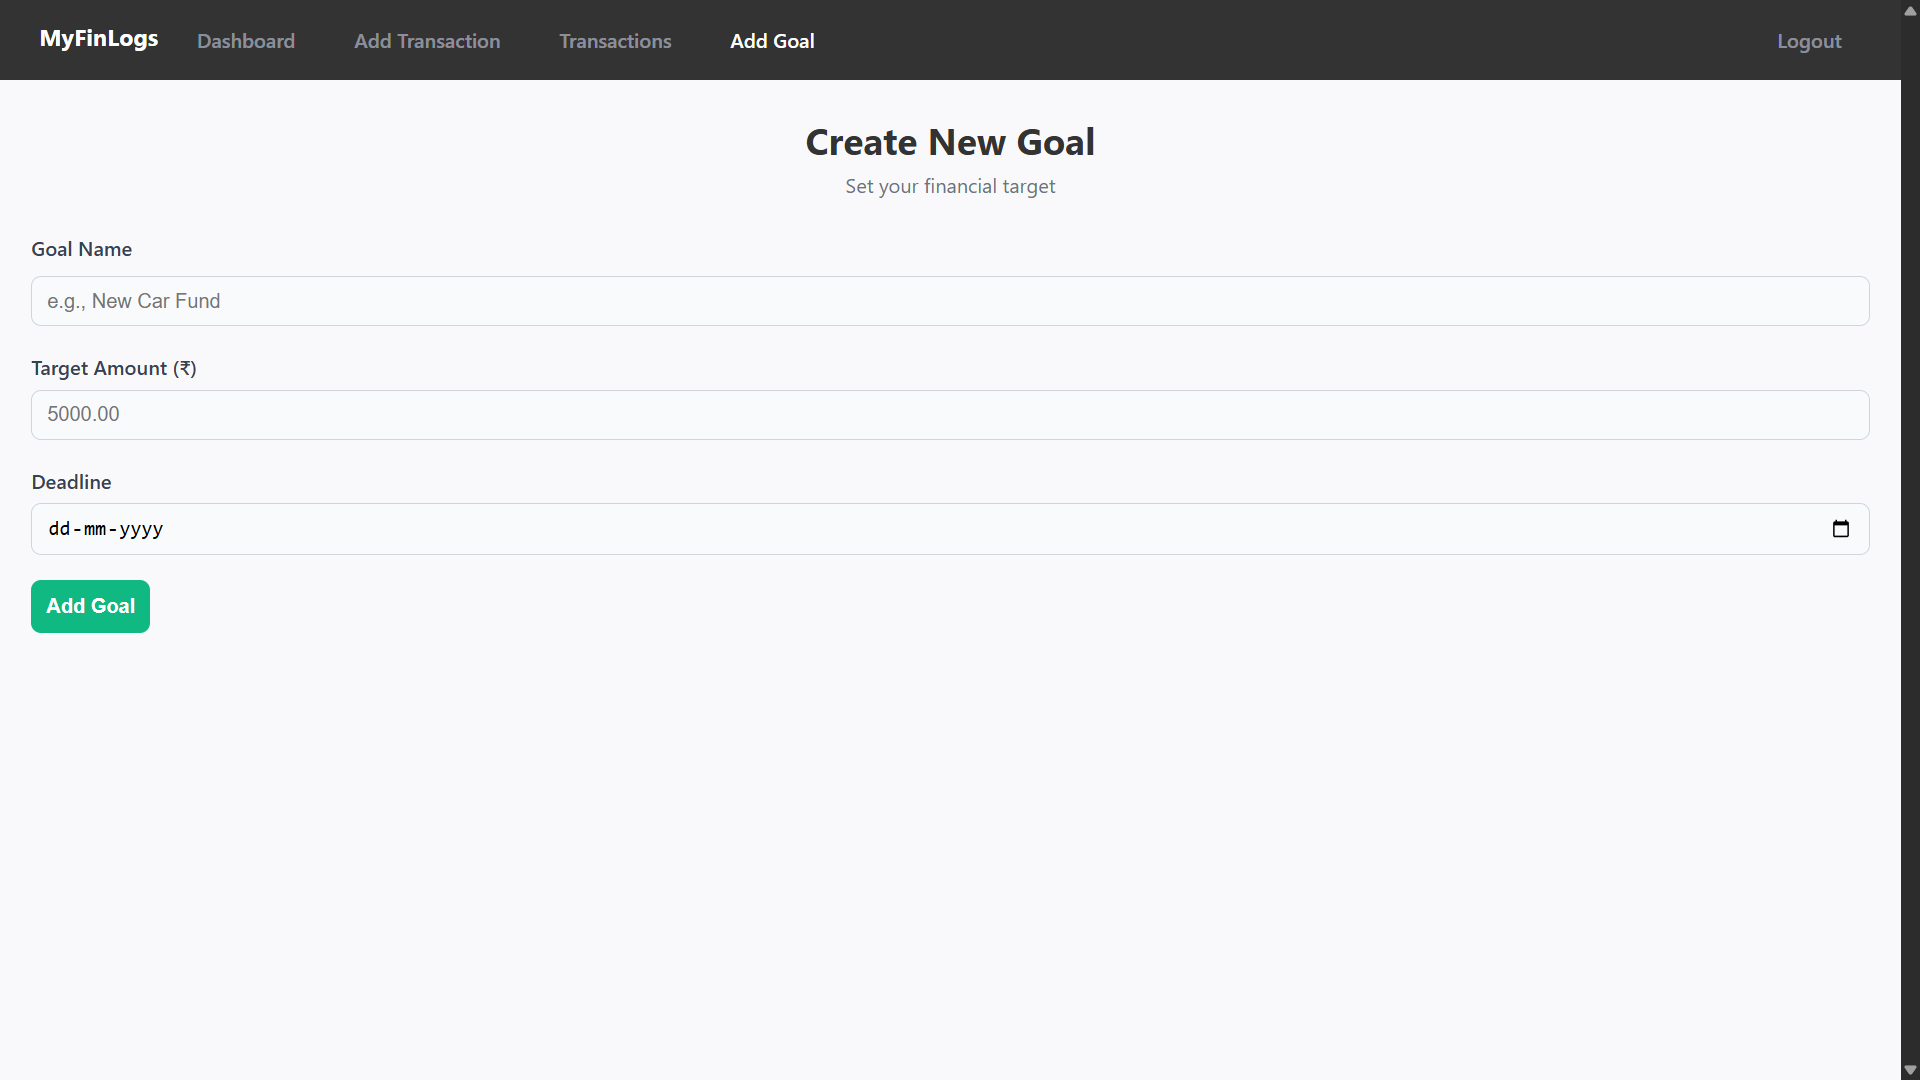 MyFinLogs Dashboard Add Transaction Transactions Add Goal Logout
Create New Goal
Set your financial target
Goal Name
e.g., New Car Fund
Target Amount (₹)
5000.00
Deadline
dd-mm-yyyy
Add Goal